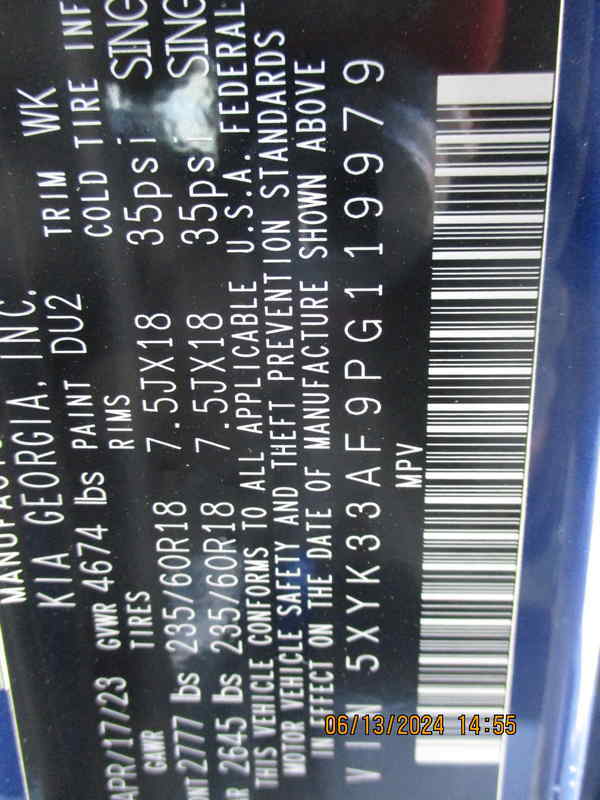 KIA GEORGIA, INC.
APR/17/23 GVWR 4674 lbs PAINT DU2 TRIM WK
GAWR TIRES RIMS COLD TIRE INF
2777 bs 235/60R18 7.5JX18 35psi SING
2645 bs 235/60R18 7.5JX18 35psi SING
THIS VEHICLE CONFORMS TO ALL APPLICABLE U.S.A. FEDERAL
MOTOR VEHICLE SAFETY AND THEFT PREVENTION STANDARDS
IN EFFECT ON THE DATE OF MANUFACTURE SHOWN ABOVE
VIN 5XYK33AF9PG119979
MPV
06/13/2024 14:55